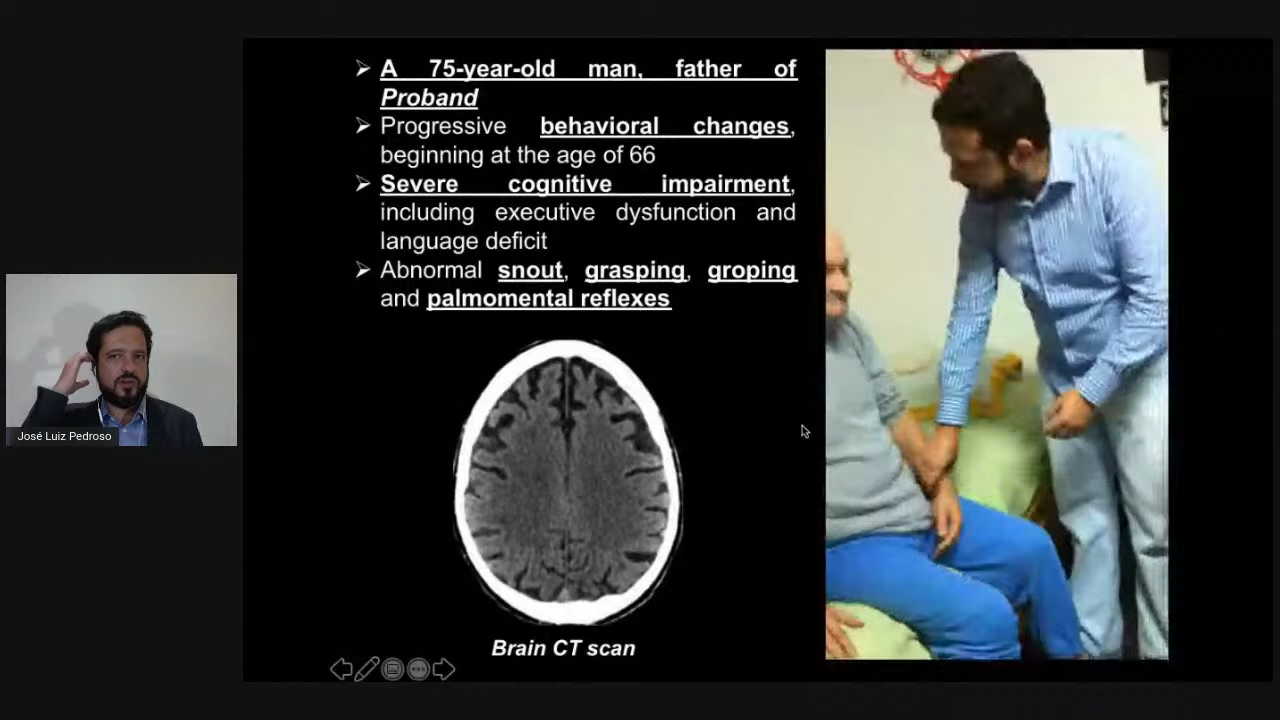 ➢ A 75-year-old man, father of
Proband
➢ Progressive behavioral changes,
beginning at the age of 66
➢ Severe cognitive impairment,
including executive dysfunction and
language deficit
➢ Abnormal snout, grasping, groping
and palmomental reflexes
José Luiz Pedroso
Brain CT scan